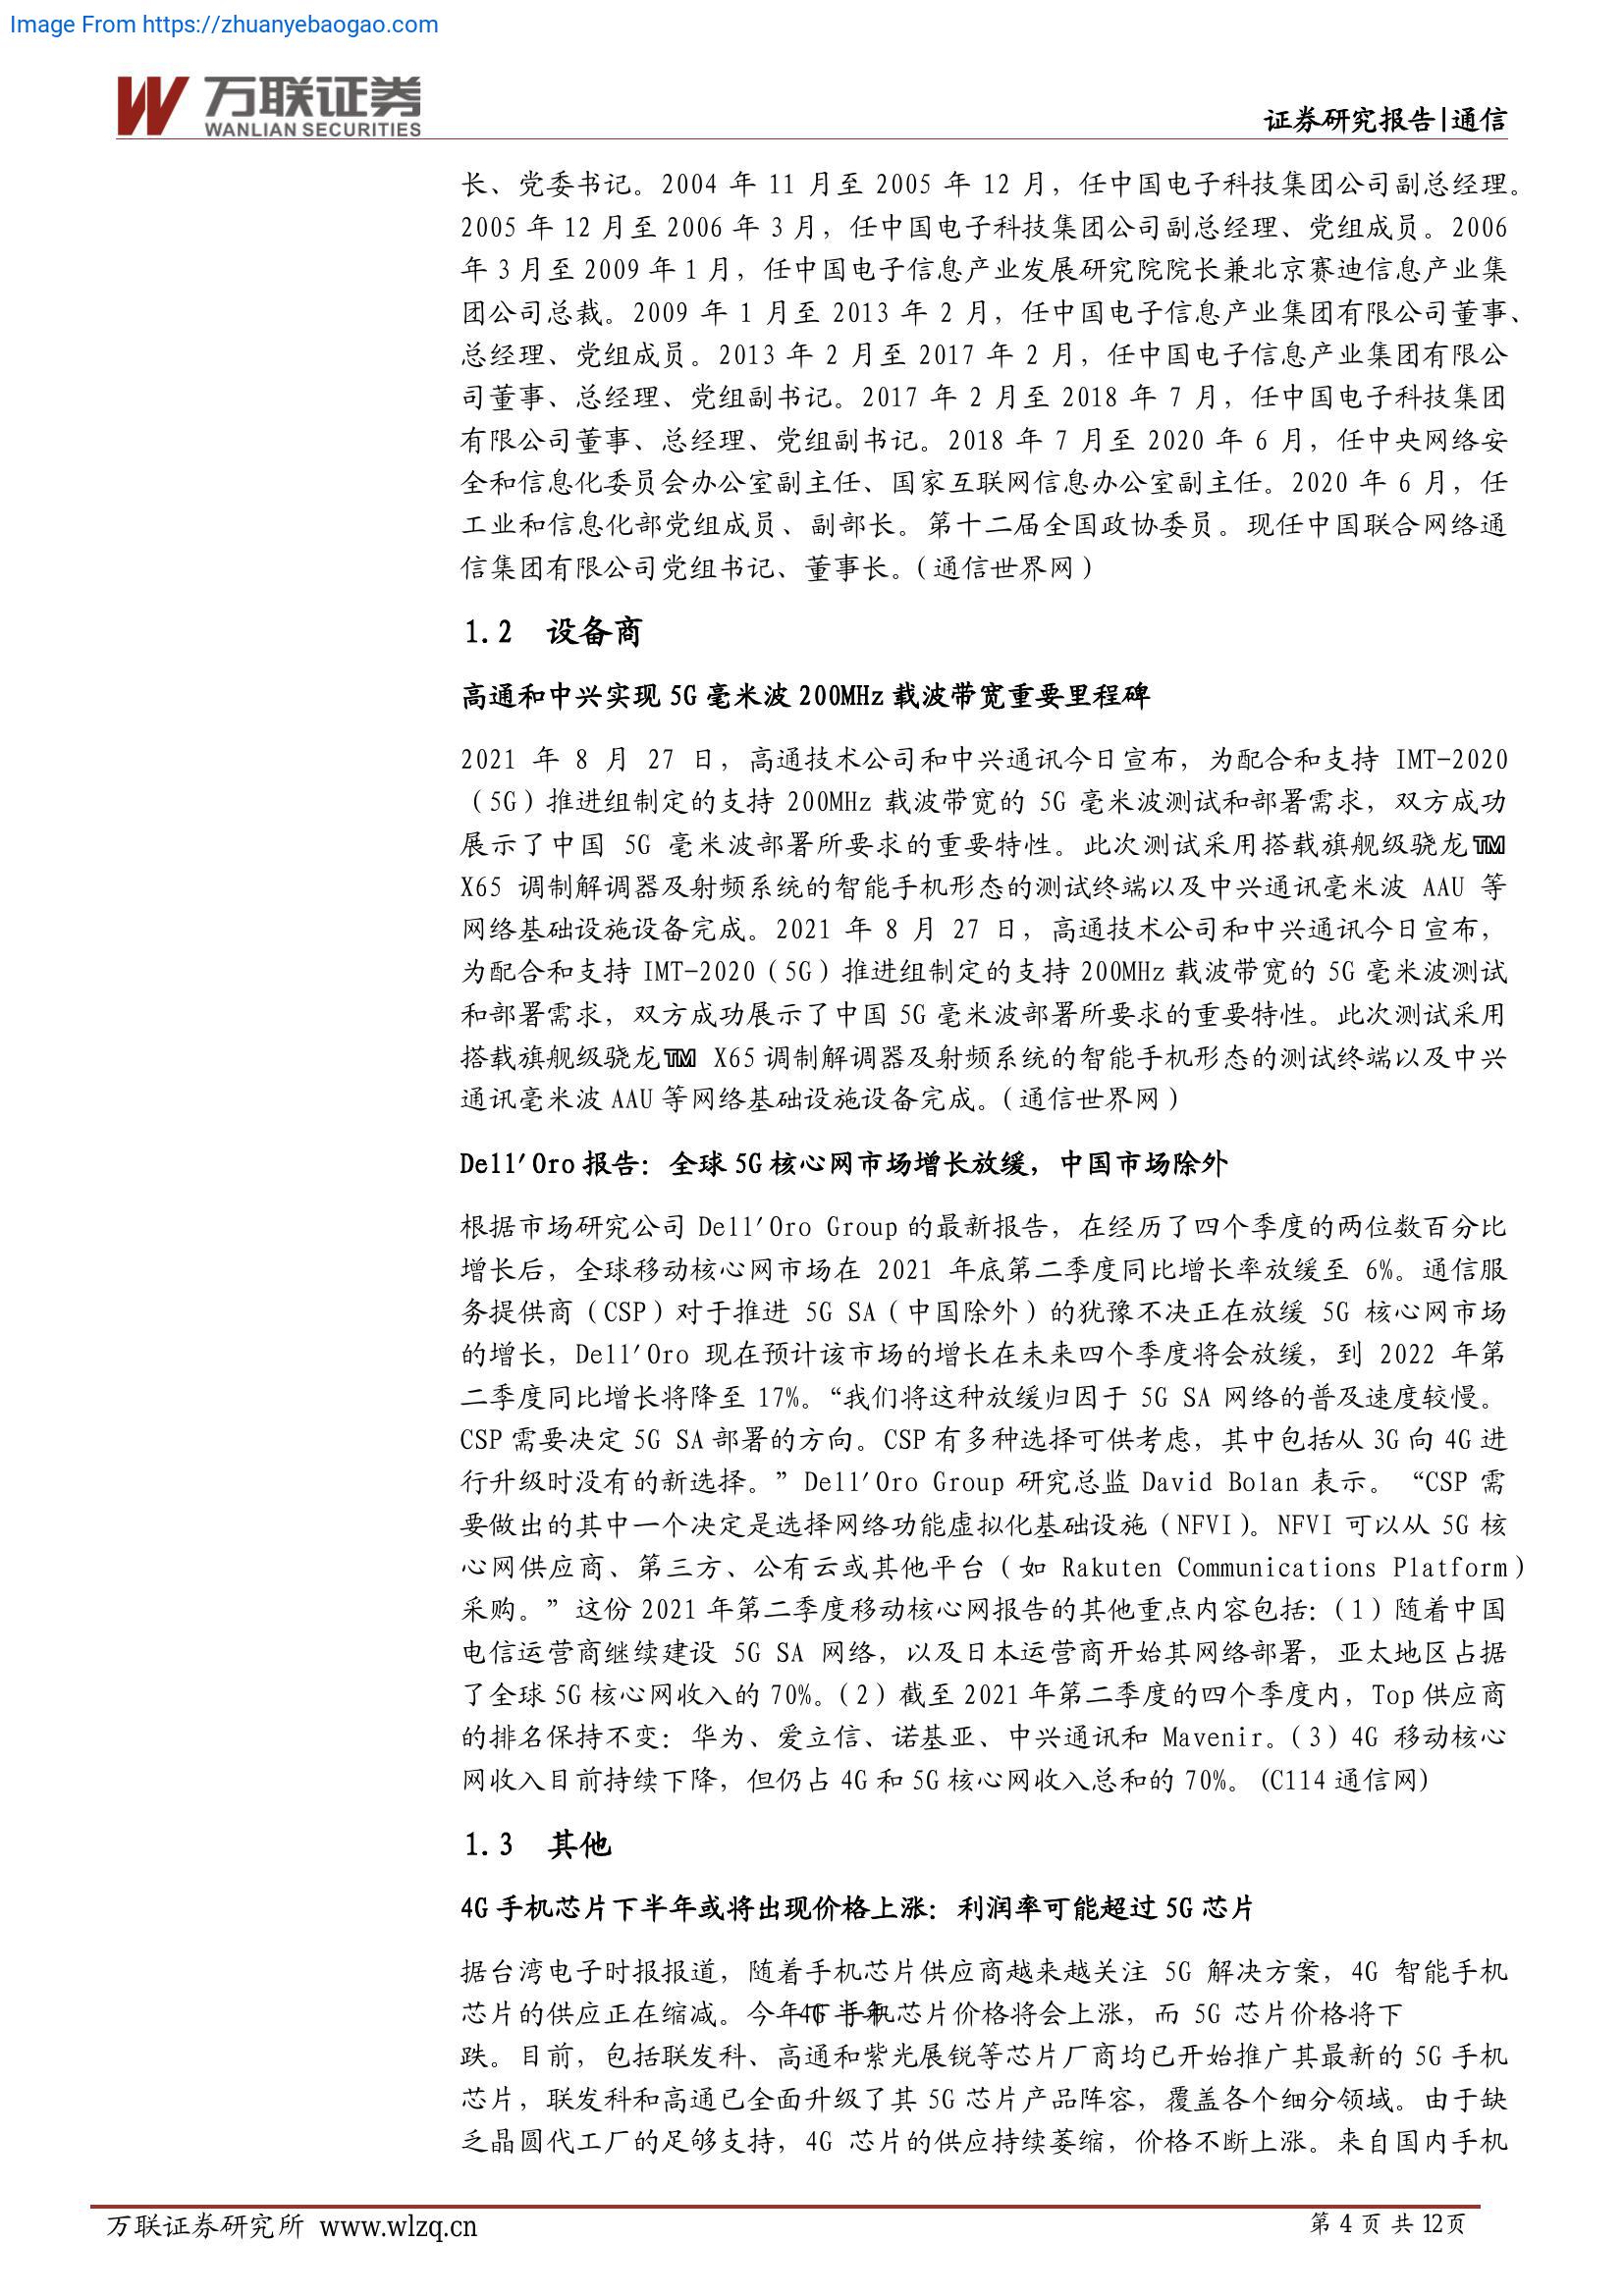 Image From https://zhuanyebaogao.com
万联证券
WANLIAN SECURITIES
证券研究报告|通信
长、党委书记。2004 年 11 月至 2005 年 12 月，任中国电子科技集团公司副总经理。
2005 年 12 月至 2006 年 3 月，任中国电子科技集团公司副总经理、党组成员。2006
年 3 月至 2009 年 1 月，任中国电子信息产业发展研究院院长兼北京赛迪信息产业集
团公司总裁。2009 年 1 月至 2013 年 2 月，任中国电子信息产业集团有限公司董事、
总经理、党组成员。2013 年 2 月至 2017 年 2 月，任中国电子信息产业集团有限公
司董事、总经理、党组副书记。2017 年 2 月至 2018 年 7 月，任中国电子科技集团
有限公司董事、总经理、党组副书记。2018 年 7 月至 2020 年 6 月，任中央网络安
全和信息化委员会办公室副主任、国家互联网信息办公室副主任。2020 年 6 月，任
工业和信息化部党组成员、副部长。第十二届全国政协委员。现任中国联合网络通
信集团有限公司党组书记、董事长。（通信世界网）
1.2 设备商
高通和中兴实现 5G 毫米波 200MHz 载波带宽重要里程碑
2021 年 8 月 27 日，高通技术公司和中兴通讯今日宣布，为配合和支持 IMT-2020
（5G）推进组制定的支持 200MHz 载波带宽的 5G 毫米波测试和部署需求，双方成功
展示了中国 5G 毫米波部署所要求的重要特性。此次测试采用搭载旗舰级骁龙™
X65 调制解调器及射频系统的智能手机形态的测试终端以及中兴通讯毫米波 AAU 等
网络基础设施设备完成。2021 年 8 月 27 日，高通技术公司和中兴通讯今日宣布，
为配合和支持 IMT-2020（5G）推进组制定的支持 200MHz 载波带宽的 5G 毫米波测试
和部署需求，双方成功展示了中国 5G 毫米波部署所要求的重要特性。此次测试采用
搭载旗舰级骁龙™ X65 调制解调器及射频系统的智能手机形态的测试终端以及中兴
通讯毫米波 AAU 等网络基础设施设备完成。（通信世界网）
Dell'Oro 报告：全球 5G 核心网市场增长放缓，中国市场除外
根据市场研究公司 Dell'Oro Group 的最新报告，在经历了四个季度的两位数百分比
增长后，全球移动核心网市场在 2021 年底第二季度同比增长率放缓至 6%。通信服
务提供商（CSP）对于推进 5G SA（中国除外）的犹豫不决正在放缓 5G 核心网市场
的增长，Dell'Oro 现在预计该市场的增长在未来四个季度将会放缓，到 2022 年第
二季度同比增长将降至 17%。“我们将这种放缓归因于 5G SA 网络的普及速度较慢。
CSP 需要决定 5G SA 部署的方向。CSP 有多种选择可供考虑，其中包括从 3G 向 4G 进
行升级时没有的新选择。”Dell'Oro Group 研究总监 David Bolan 表示。“CSP 需
要做出的其中一个决定是选择网络功能虚拟化基础设施（NFVI）。NFVI 可以从 5G 核
心网供应商、第三方、公有云或其他平台（如 Rakuten Communications Platform）
采购。”这份 2021 年第二季度移动核心网报告的其他重点内容包括：（1）随着中国
电信运营商继续建设 5G SA 网络，以及日本运营商开始其网络部署，亚太地区占据
了全球 5G 核心网收入的 70%。（2）截至 2021 年第二季度的四个季度内，Top 供应商
的排名保持不变：华为、爱立信、诺基亚、中兴通讯和 Mavenir。（3）4G 移动核心
网收入目前持续下降，但仍占 4G 和 5G 核心网收入总和的 70%。(C114 通信网)
1.3 其他
4G 手机芯片下半年或将出现价格上涨：利润率可能超过 5G 芯片
据台湾电子时报报道，随着手机芯片供应商越来越关注 5G 解决方案，4G 智能手机
芯片的供应正在缩减。今年下半年 4G 手机芯片价格将会上涨，而 5G 芯片价格将下
跌。目前，包括联发科、高通和紫光展锐等芯片厂商均已开始推广其最新的 5G 手机
芯片，联发科和高通已全面升级了其 5G 芯片产品阵容，覆盖各个细分领域。由于缺
乏晶圆代工厂的足够支持，4G 芯片的供应持续萎缩，价格不断上涨。来自国内手机
万联证券研究所 www.wlzq.cn
第 4 页 共 12页